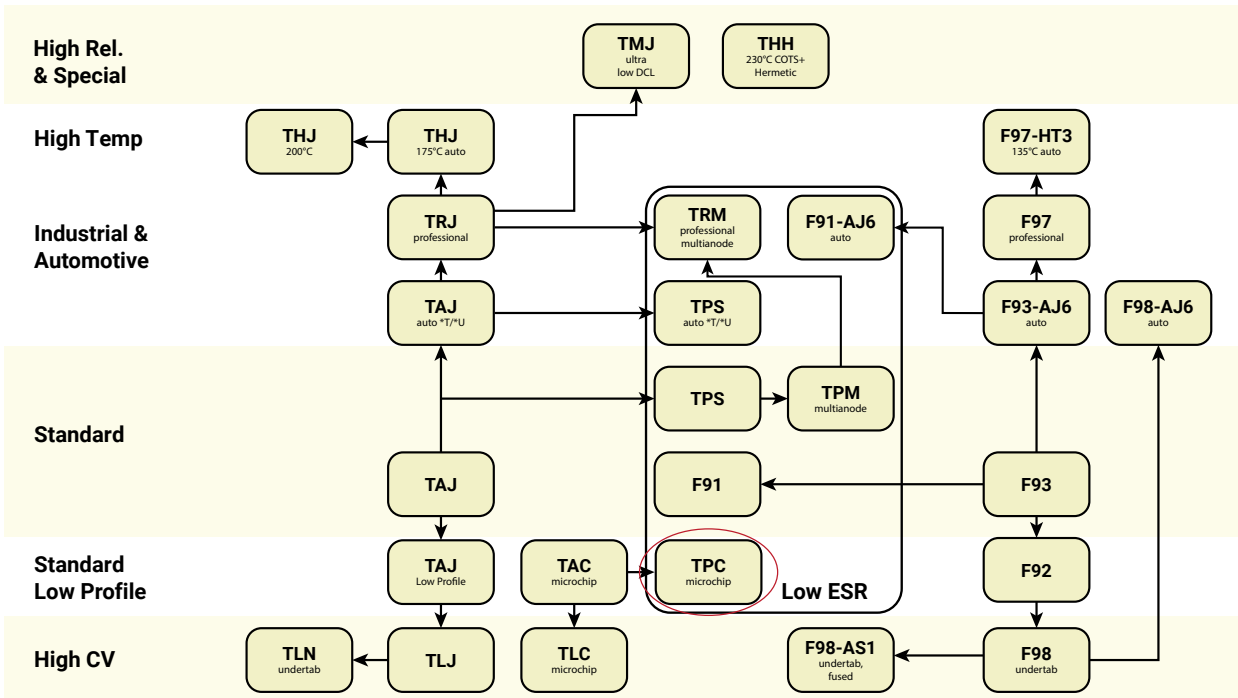 High Rel.
& Special
TMJ
ultra
low DCL
THH
230°C COTS+
Hermetic
High Temp
THJ
200°C
THJ
175°C auto
F97-HT3
135°C auto
Industrial &
Automotive
TRJ
professional
TRM
professional
multianode
F91-AJ6
auto
F97
professional
TAJ
auto *T/*U
TPS
auto *T/*U
F93-AJ6
auto
F98-AJ6
auto
Standard
TPS
TPM
multianode
TAJ
F91
F93
Standard
Low Profile
TAJ
Low Profile
TAC
microchip
TPC
microchip
Low ESR
F92
High CV
TLN
undertab
TLJ
TLC
microchip
F98-AS1
undertab,
fused
F98
undertab